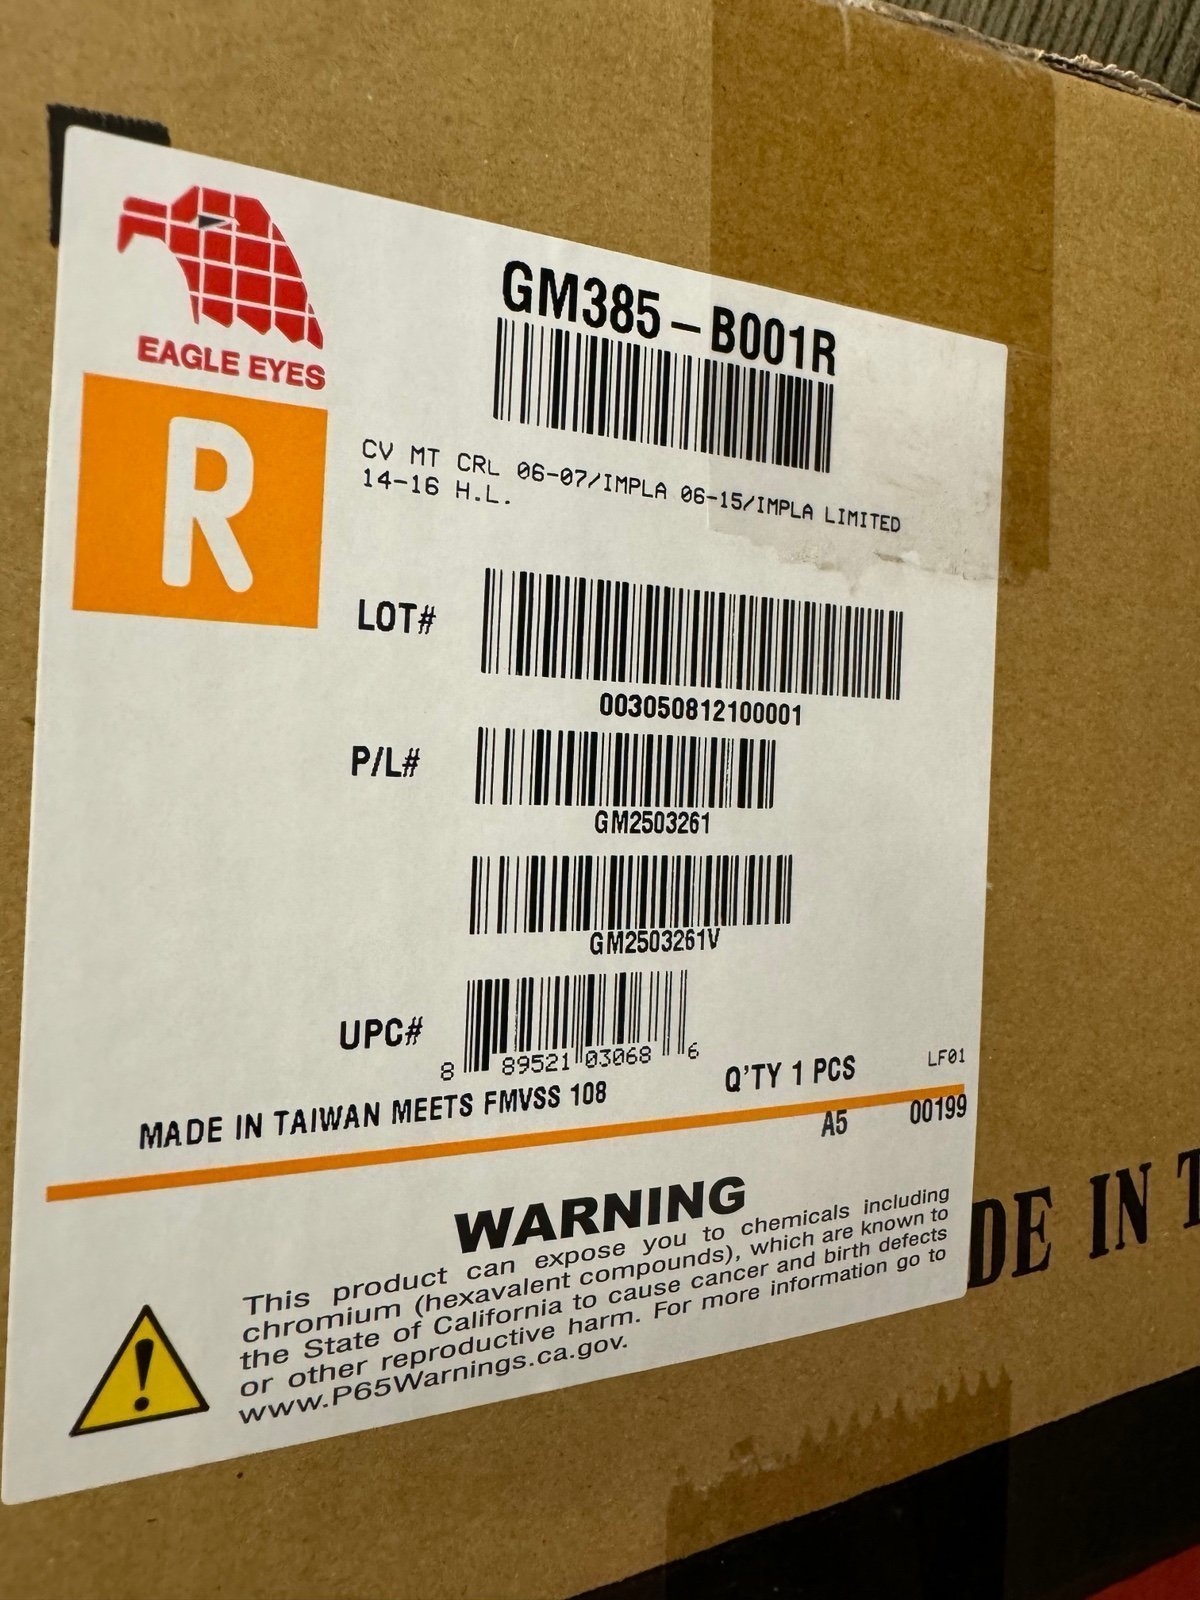 EAGLE EYES
R
GM385-B001R
CV MT CRL 06-07/IMPLA 06-15/IMPLA LIMITED
14-16 H.L.
LOT#
003050812100001
P/L#
GM2503261
GM2503261V
UPC#
8 89521 03068 6
Q'TY 1 PCS
LF01
MADE IN TAIWAN MEETS FMVSS 108
A5 00199
WARNING
This product can expose you to chemicals including
chromium (hexavalent compounds), which are known to
the State of California to cause cancer and birth defects
or other reproductive harm. For more information go to
www.P65Warnings.ca.gov.
DE IN T